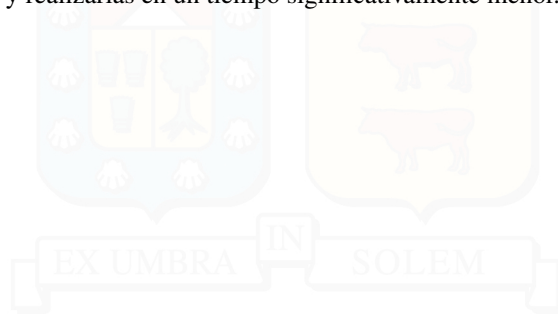 y realizarlas en un tiempo significativamente menor.
IN
EX UMBRA SOLEM